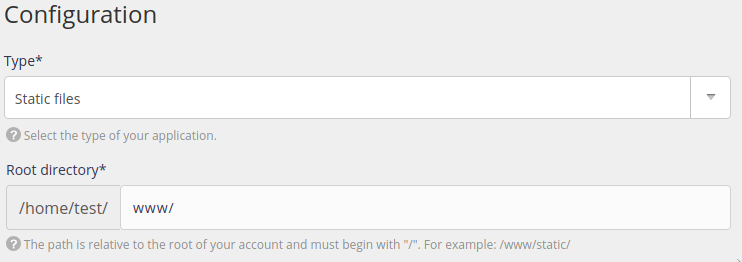 Configuration
Type*
Static files
Select the type of your application.
Root directory*
/home/test/ www/
The path is relative to the root of your account and must begin with "/". For example: /www/static/